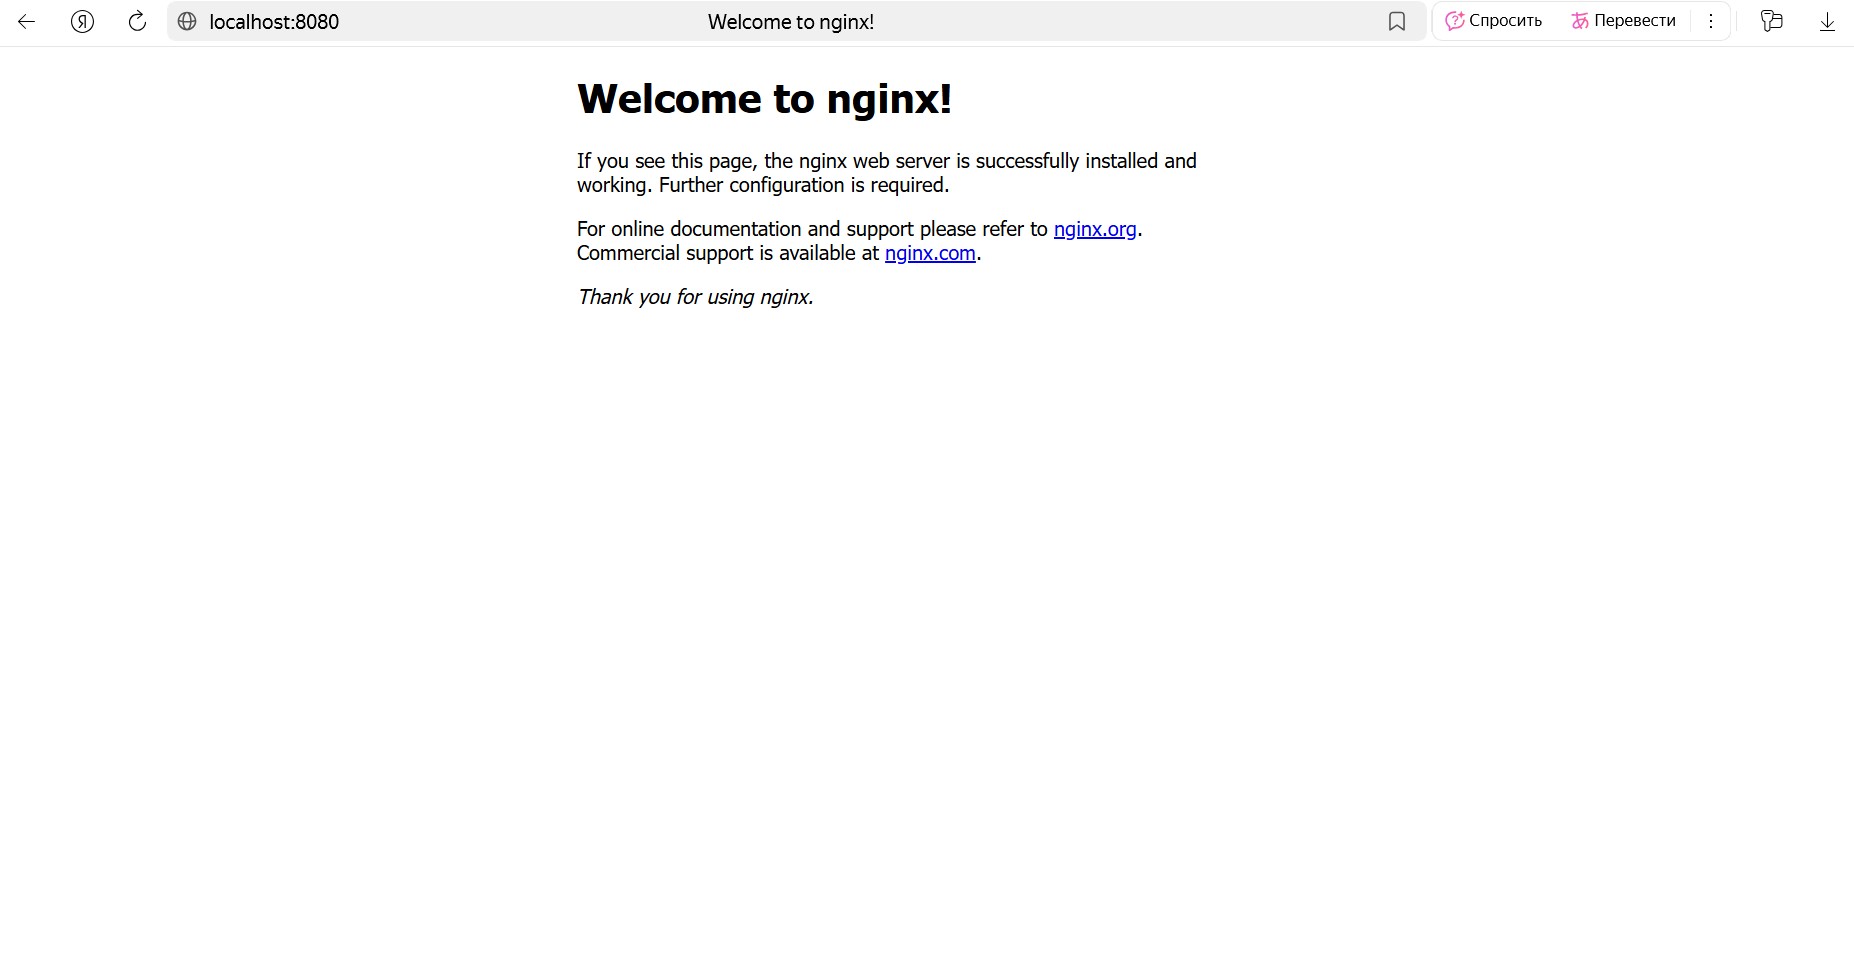 localhost:8080 Welcome to nginx! Спросить Перевести
Welcome to nginx!
If you see this page, the nginx web server is successfully installed and
working. Further configuration is required.
For online documentation and support please refer to nginx.org.
Commercial support is available at nginx.com.
Thank you for using nginx.